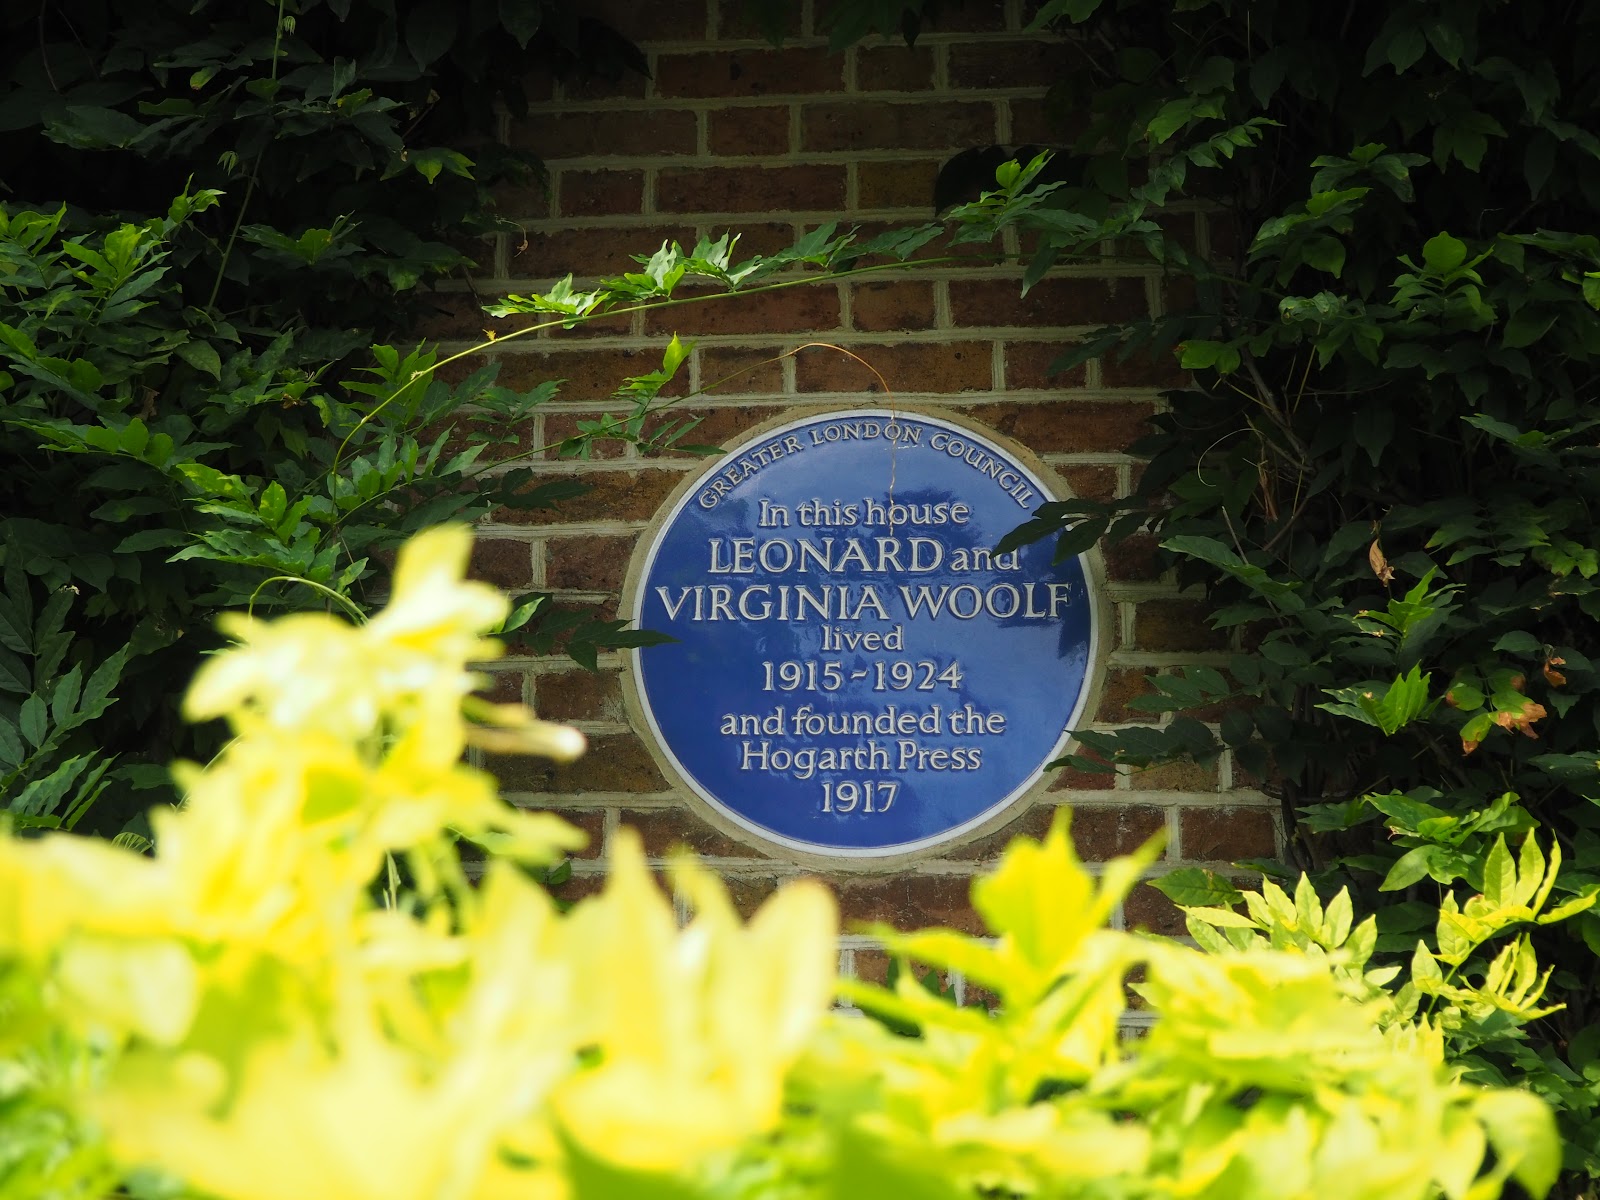 GREATER LONDON COUNCIL
In this house
LEONARD and
VIRGINIA WOOLF
lived
1915-1924
and founded the
Hogarth Press
1917